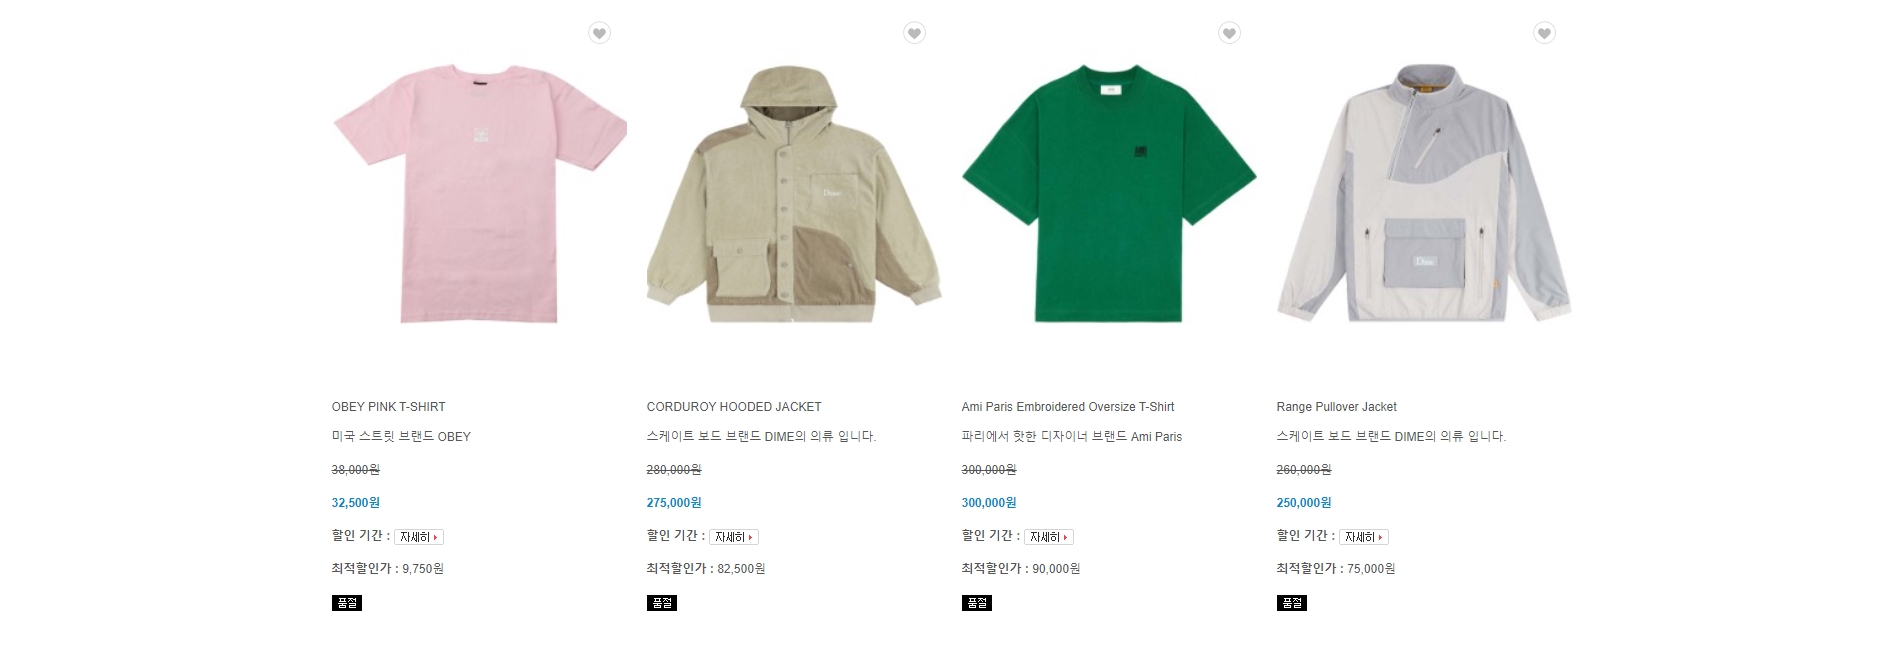 Dime
Dime
OBEY PINK T-SHIRT
미국 스트릿 브랜드 OBEY
38,000원
32,500원
할인 기간 : 자세히
최적할인가 : 9,750원
품절
CORDUROY HOODED JACKET
스케이트 보드 브랜드 DIME의 의류 입니다.
280,000원
275,000원
할인 기간 : 자세히
최적할인가 : 82,500원
품절
Ami Paris Embroidered Oversize T-Shirt
파리에서 핫한 디자이너 브랜드 Ami Paris
300,000원
300,000원
할인 기간 : 자세히
최적할인가 : 90,000원
품절
Range Pullover Jacket
스케이트 보드 브랜드 DIME의 의류 입니다.
260,000원
250,000원
할인 기간 : 자세히
최적할인가 : 75,000원
품절